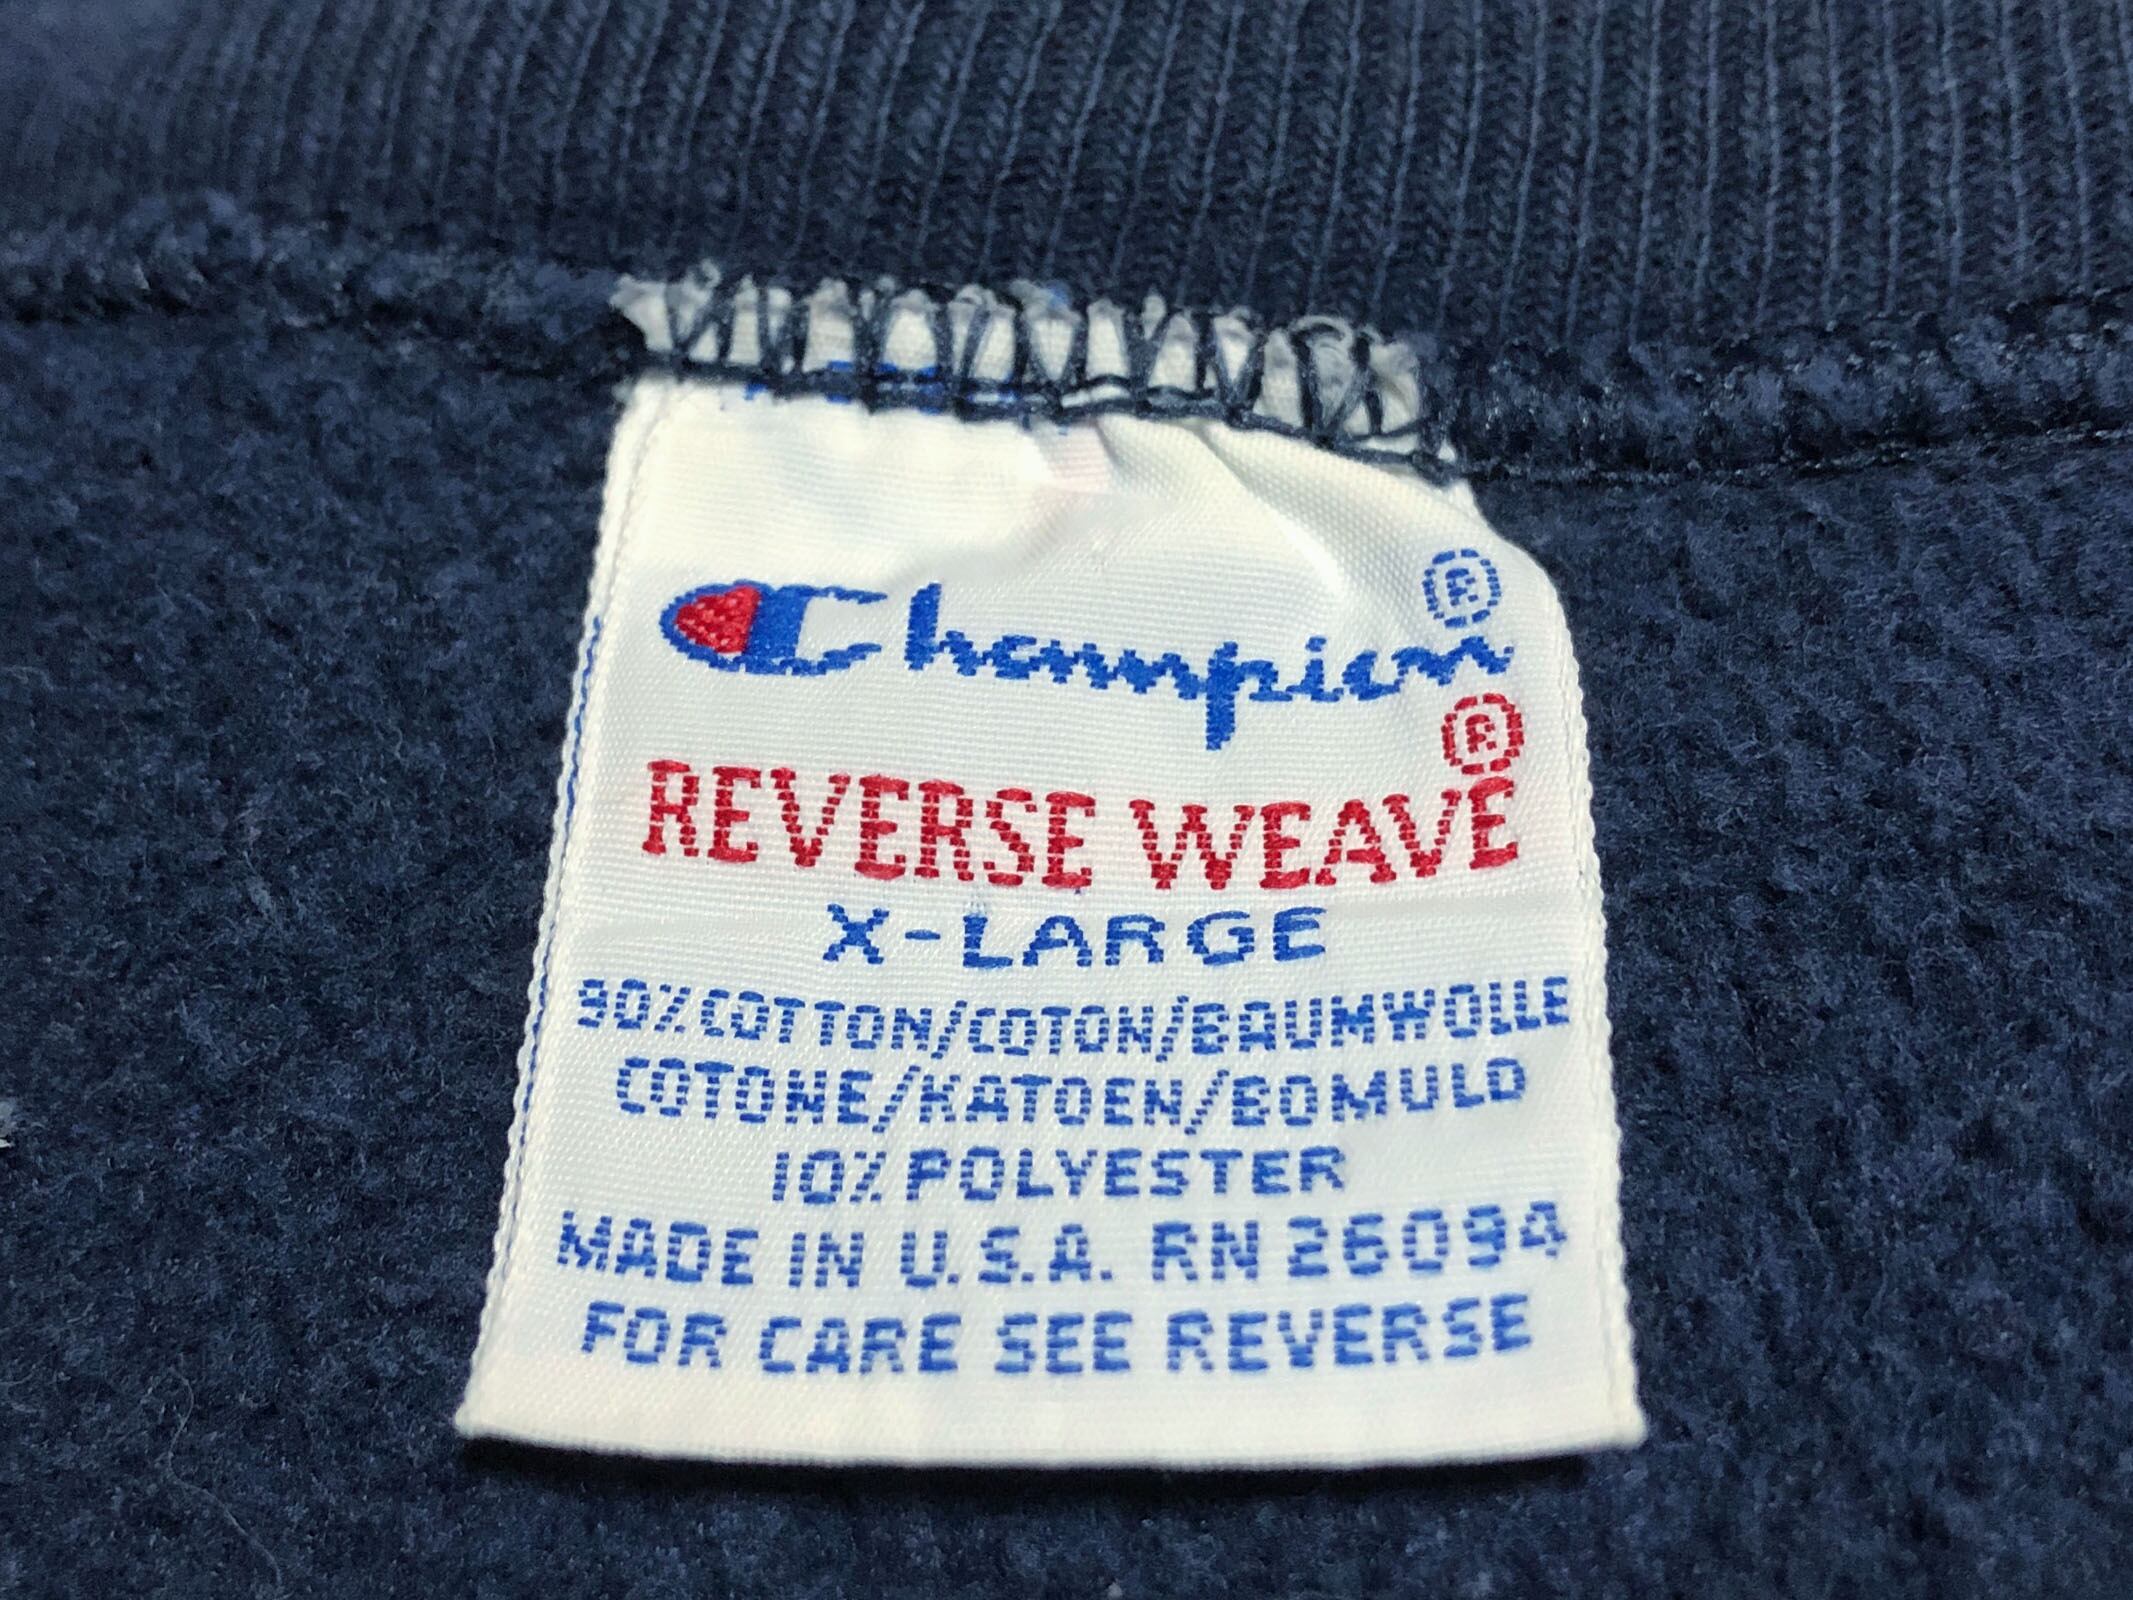 Champion®
REVERSE WEAVE®
X-LARGE
90% COTTON/COTON/BAUMWOLLE
COTONE/KATOEN/BOMULD
10% POLYESTER
MADE IN U.S.A. RN 26094
FOR CARE SEE REVERSE